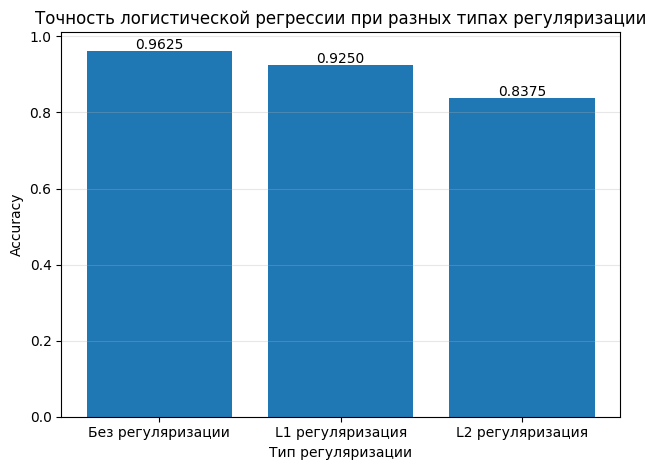 Точность логистической регрессии при разных типах регуляризации
1.0
0.8
0.6
0.4
0.2
0.0
Accuracy
0.9625
0.9250
0.8375
Без регуляризации
L1 регуляризация
L2 регуляризация
Тип регуляризации